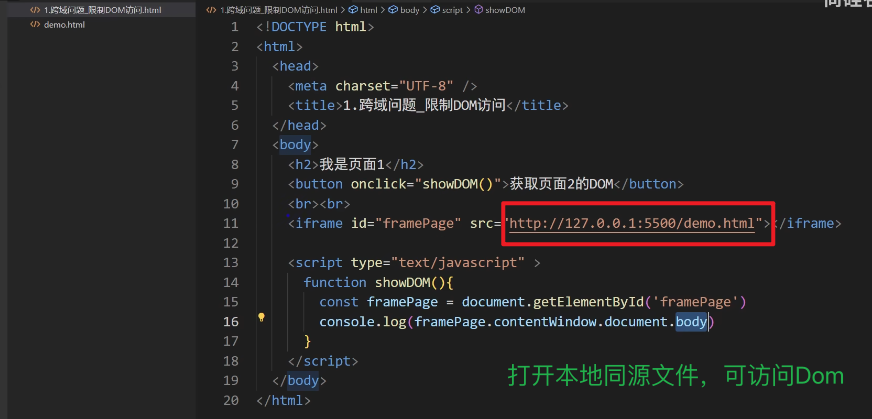 1.跨域问题_限制DOM访问.html
demo.html
1.跨域问题_限制DOM访问.html > html > body > script > showDOM
1 <!DOCTYPE html>
2 <html>
3 <head>
4 <meta charset="UTF-8" />
5 <title>1.跨域问题_限制DOM访问</title>
6 </head>
7 <body>
8 <h2>我是页面1</h2>
9 <button onclick="showDOM()">获取页面2的DOM</button>
10 <br><br>
11 <iframe id="framePage" src="http://127.0.0.1:5500/demo.html"></iframe>
12
13 <script type="text/javascript" >
14 function showDOM(){
15 const framePage = document.getElementById('framePage')
16 console.log(framePage.contentWindow.document.body)
17 }
18 </script>
19 </body>
20 </html>
打开本地同源文件，可访问Dom